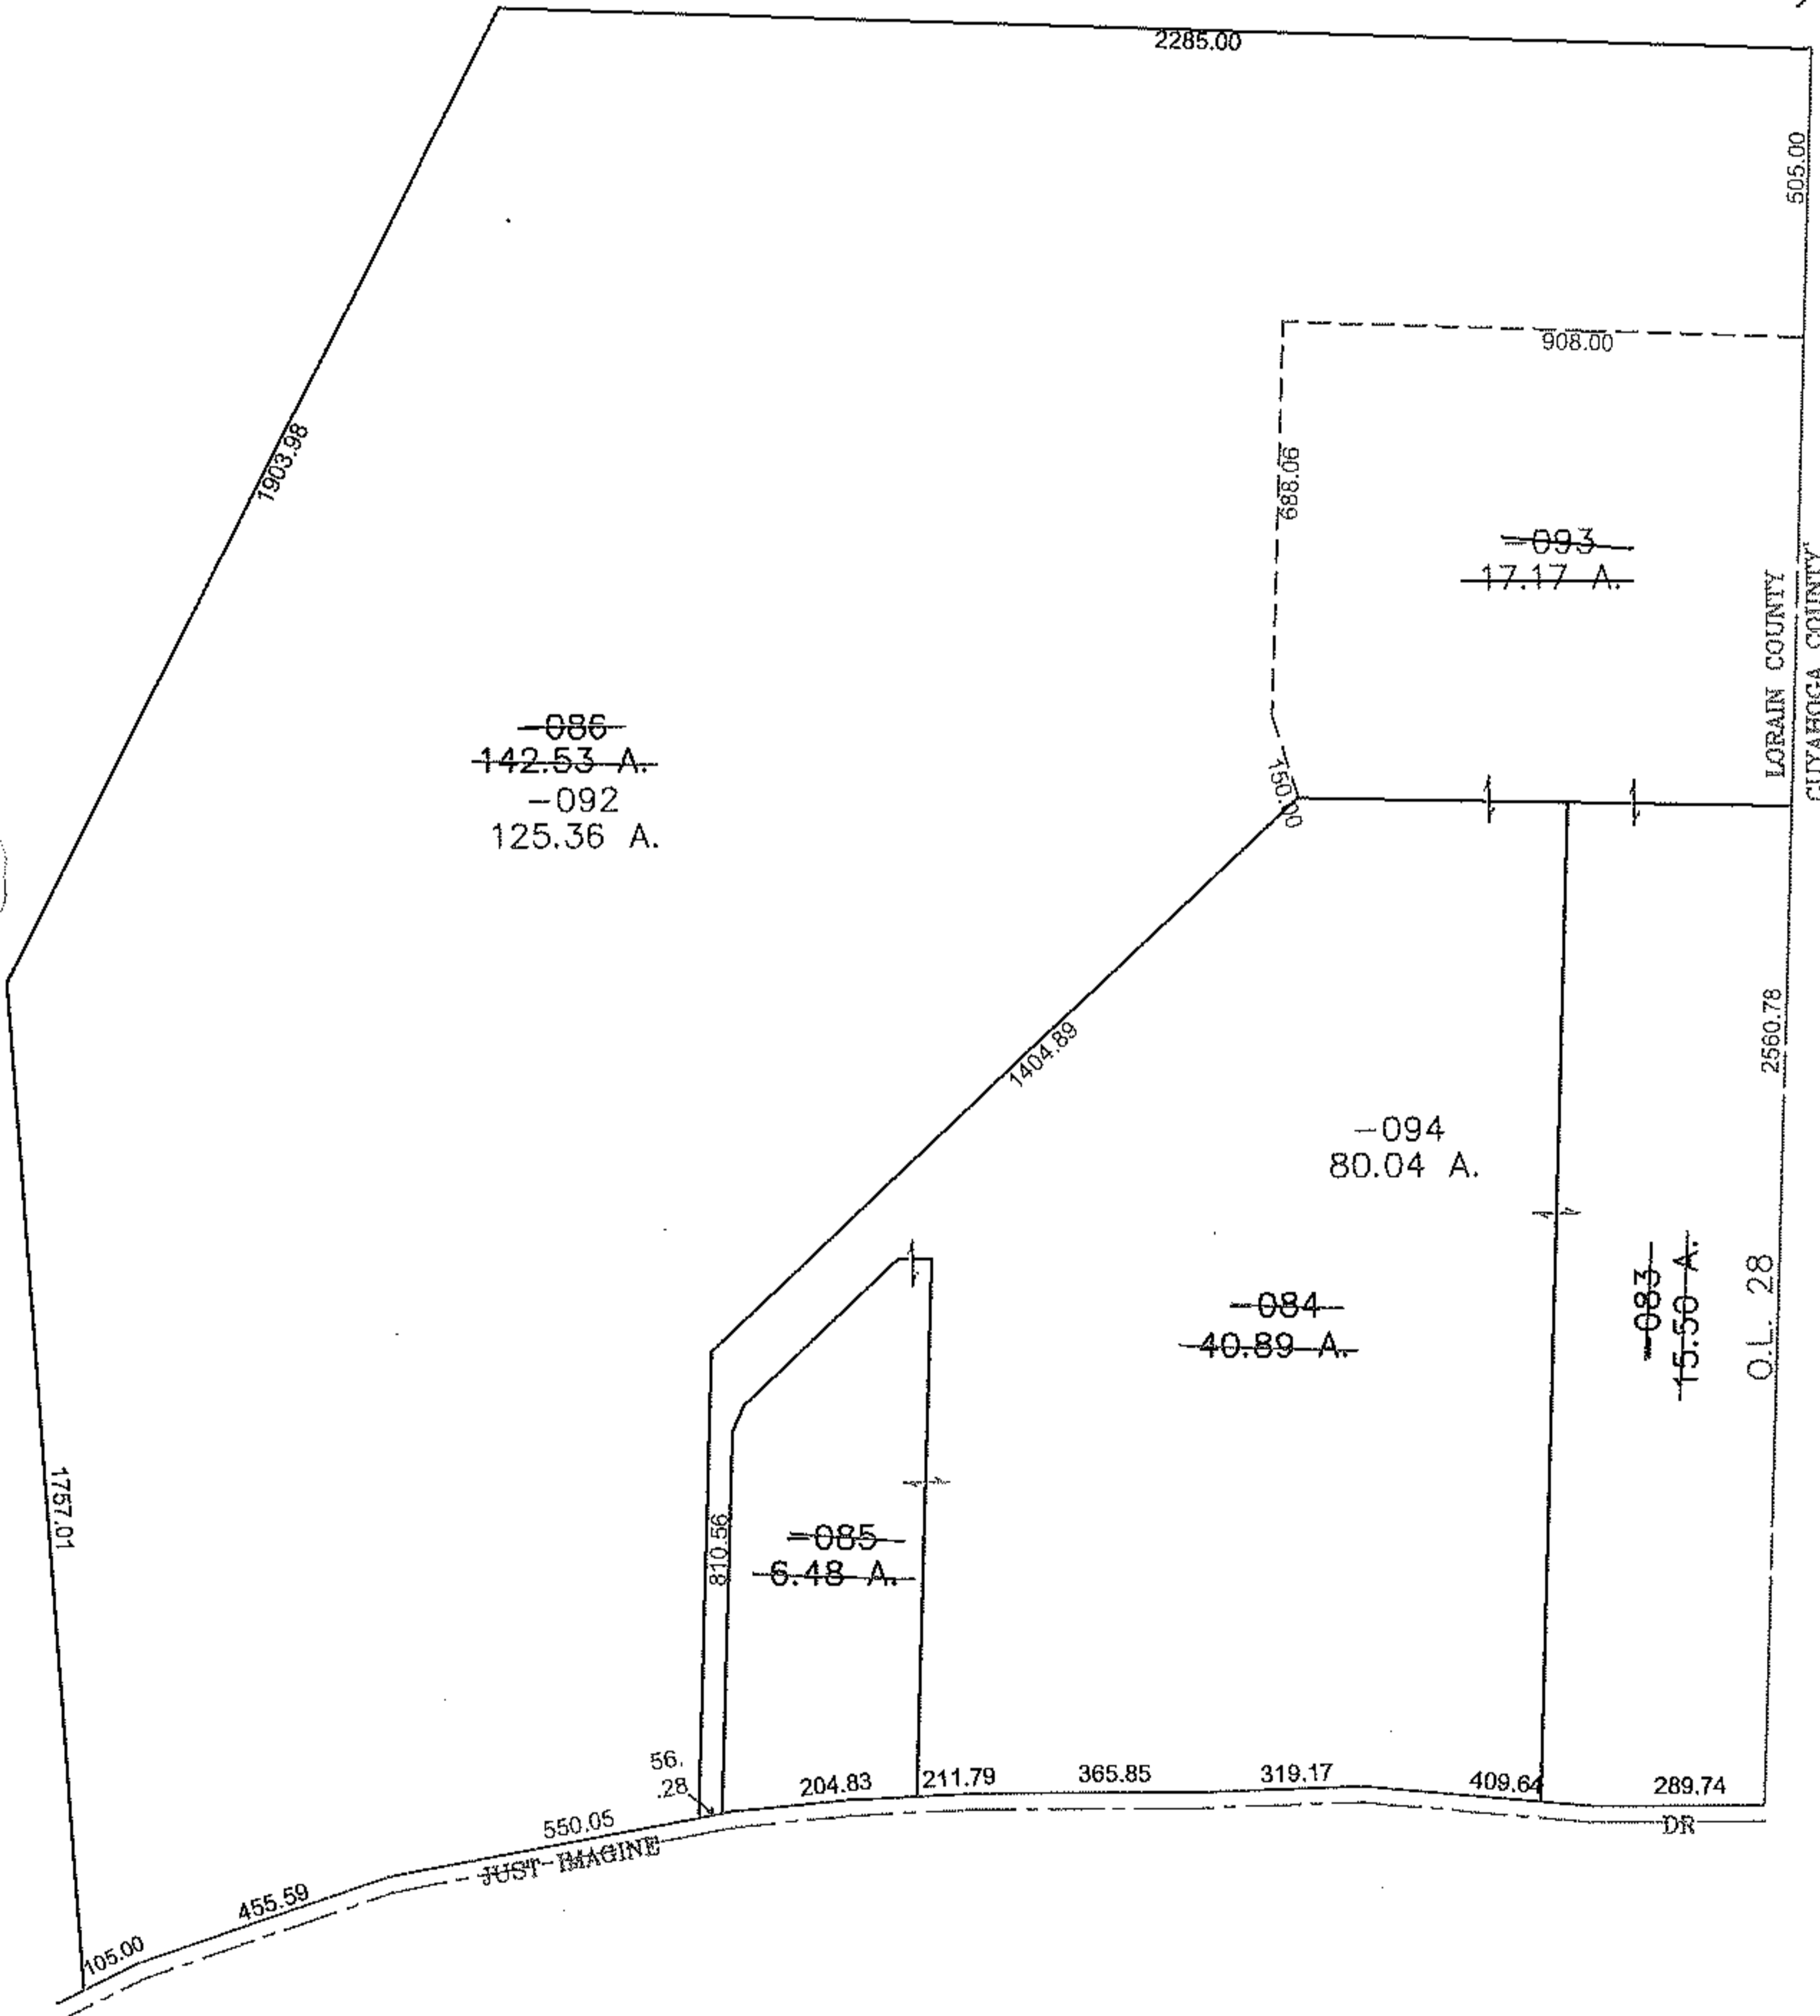 2285.00
505.00
908.00
1903.98
688.06
-093
17.17 A.
LORAIN COUNTY
CUYAHOGA COUNTY
-086
142.53 A.
-092
125.36 A.
150.00
2560.78
1404.89
-094
80.04 A.
-083
15.50 A.
O.L. 28
-084
40.89 A.
1757.01
810.56
-085
6.48 A.
56.
.28
204.83
211.79
365.85
319.17
409.64
289.74
550.05
JUST IMAGINE
DR
455.59
105.00